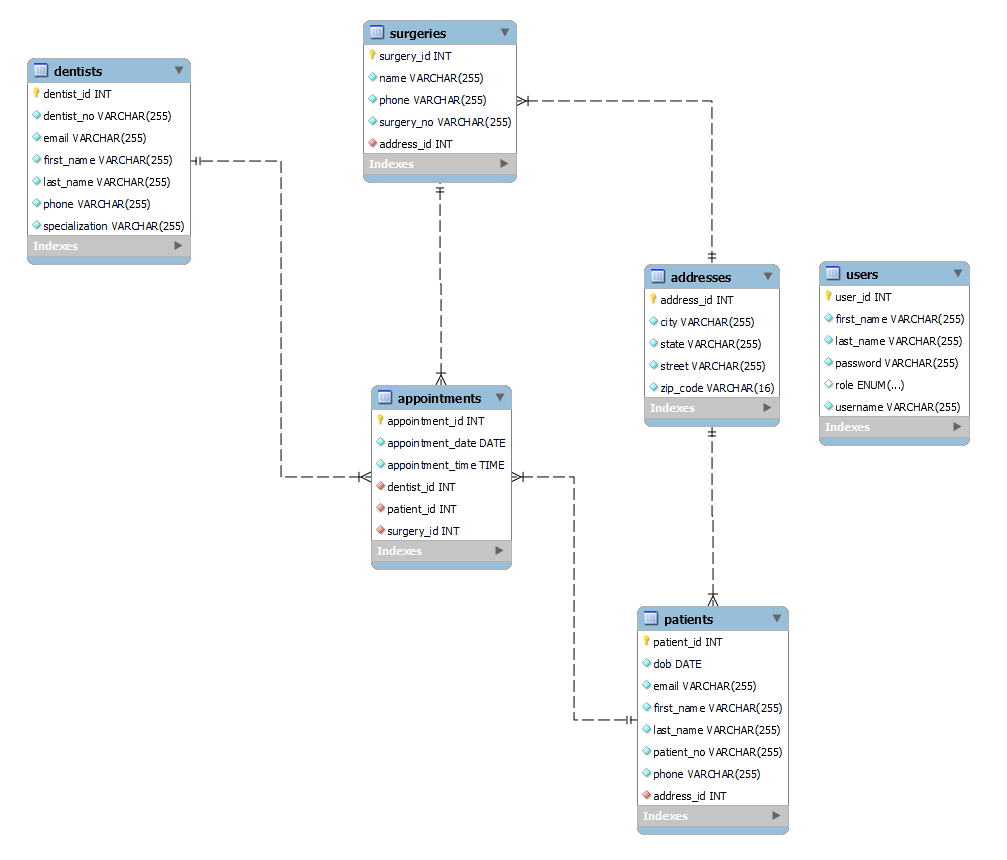 surgeries
surgery_id INT
name VARCHAR(255)
phone VARCHAR(255)
surgery_no VARCHAR(255)
address_id INT
Indexes
dentists
dentist_id INT
dentist_no VARCHAR(255)
email VARCHAR(255)
first_name VARCHAR(255)
last_name VARCHAR(255)
phone VARCHAR(255)
specialization VARCHAR(255)
Indexes
addresses
address_id INT
city VARCHAR(255)
state VARCHAR(255)
street VARCHAR(255)
zip_code VARCHAR(16)
Indexes
users
user_id INT
first_name VARCHAR(255)
last_name VARCHAR(255)
password VARCHAR(255)
role ENUM(...)
username VARCHAR(255)
Indexes
appointments
appointment_id INT
appointment_date DATE
appointment_time TIME
dentist_id INT
patient_id INT
surgery_id INT
Indexes
patients
patient_id INT
dob DATE
email VARCHAR(255)
first_name VARCHAR(255)
last_name VARCHAR(255)
patient_no VARCHAR(255)
phone VARCHAR(255)
address_id INT
Indexes